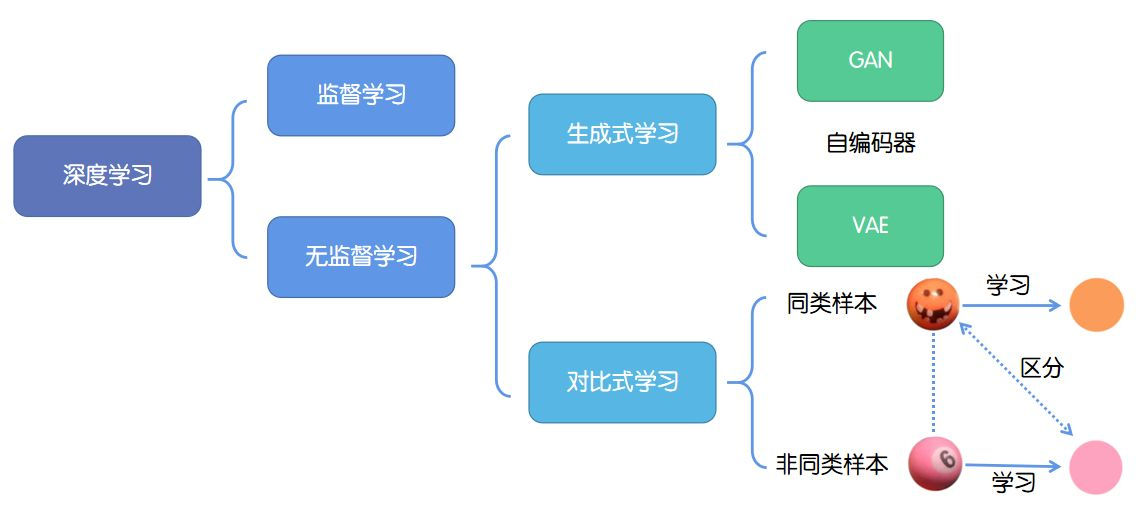 深度学习
监督学习
无监督学习
生成式学习
对比式学习
GAN
自编码器
VAE
同类样本
学习
区分
非同类样本
6
学习